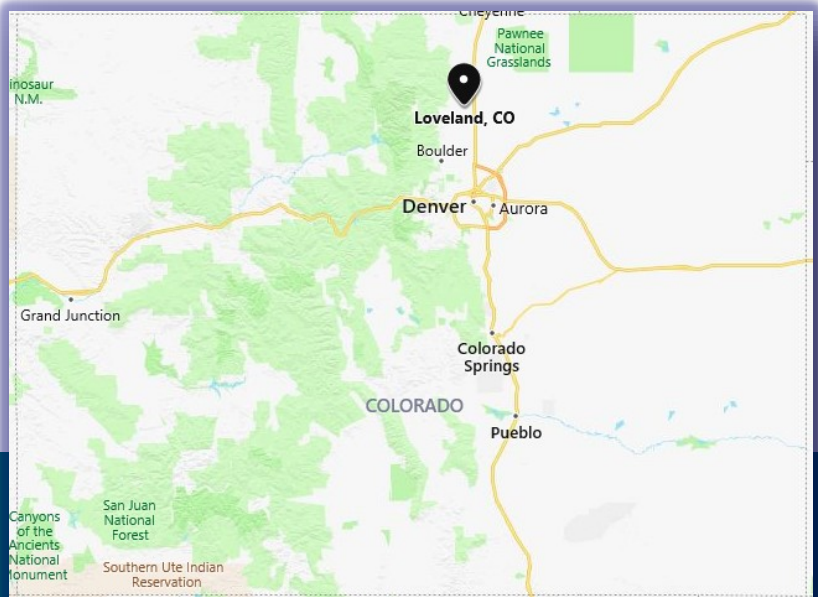 Cheyenne
Pawnee
National
Grasslands
inosaur
N.M.
Loveland, CO
Boulder
Denver
Aurora
Grand Junction
Colorado
Springs
COLORADO
Pueblo
San Juan
National
Forest
Canyons
of the
Ancients
National
Monument
Southern Ute Indian
Reservation